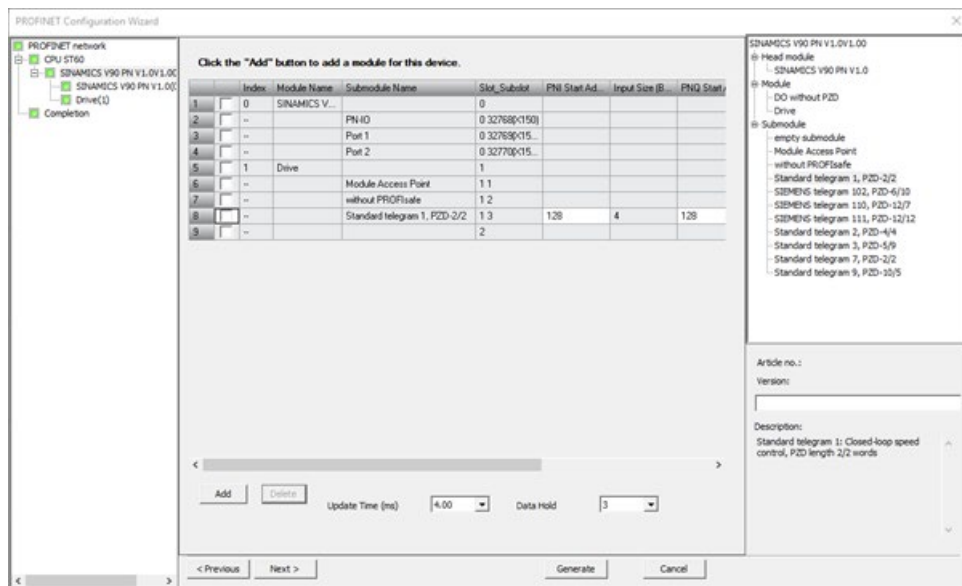 PROFINET Configuration Wizard
PROFINET network
CPU ST60
SINAMICS V90 PN V1.0V1.00
SINAMICS V90 PN V1.0(
Drive(1)
Completion
Click the "Add" button to add a module for this device.
Index Module Name Submodule Name Slot_Subslot PNI Start Ad... Input Size (B... PNQ Start
1 0 SINAMICS V... 0
2 -- PN-IO 0 32768(X150)
3 -- Port 1 0 32769(X15...
4 -- Port 2 0 32770(X15...
5 1 Drive 1
6 -- Module Access Point 1 1
7 -- without PROFIsafe 1 2
8 -- Standard telegram 1, PZD-2/2 1 3 128 4 128
9 -- 2
Add Delete Update Time (ms) 4.00 Data Hold 3
< Previous Next > Generate Cancel
SINAMICS V90 PN V1.0V1.00
Head module
SINAMICS V90 PN V1.0
Module
DO without PZD
Drive
Submodule
empty submodule
Module Access Point
without PROFIsafe
Standard telegram 1, PZD-2/2
SIEMENS telegram 102, PZD-6/10
SIEMENS telegram 110, PZD-12/7
SIEMENS telegram 111, PZD-12/12
Standard telegram 2, PZD-4/4
Standard telegram 3, PZD-5/9
Standard telegram 7, PZD-2/2
Standard telegram 9, PZD-10/5
Article no.:
Version:
Description:
Standard telegram 1: Closed-loop speed
control, PZD length 2/2 words